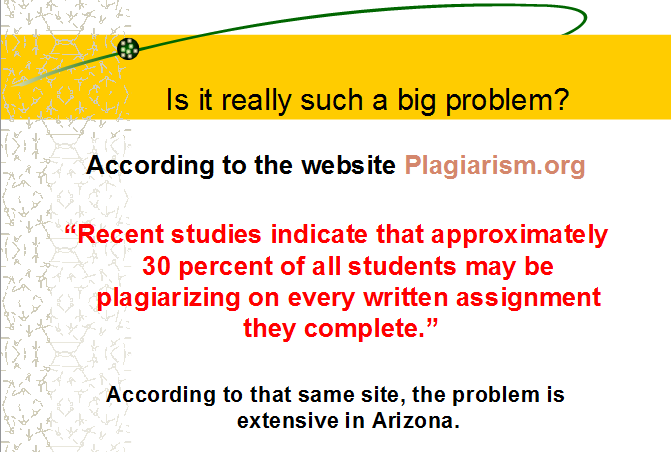 Is it really such a big problem?
According to the website Plagiarism.org
“Recent studies indicate that approximately
30 percent of all students may be
plagiarizing on every written assignment
they complete.”
According to that same site, the problem is
extensive in Arizona.